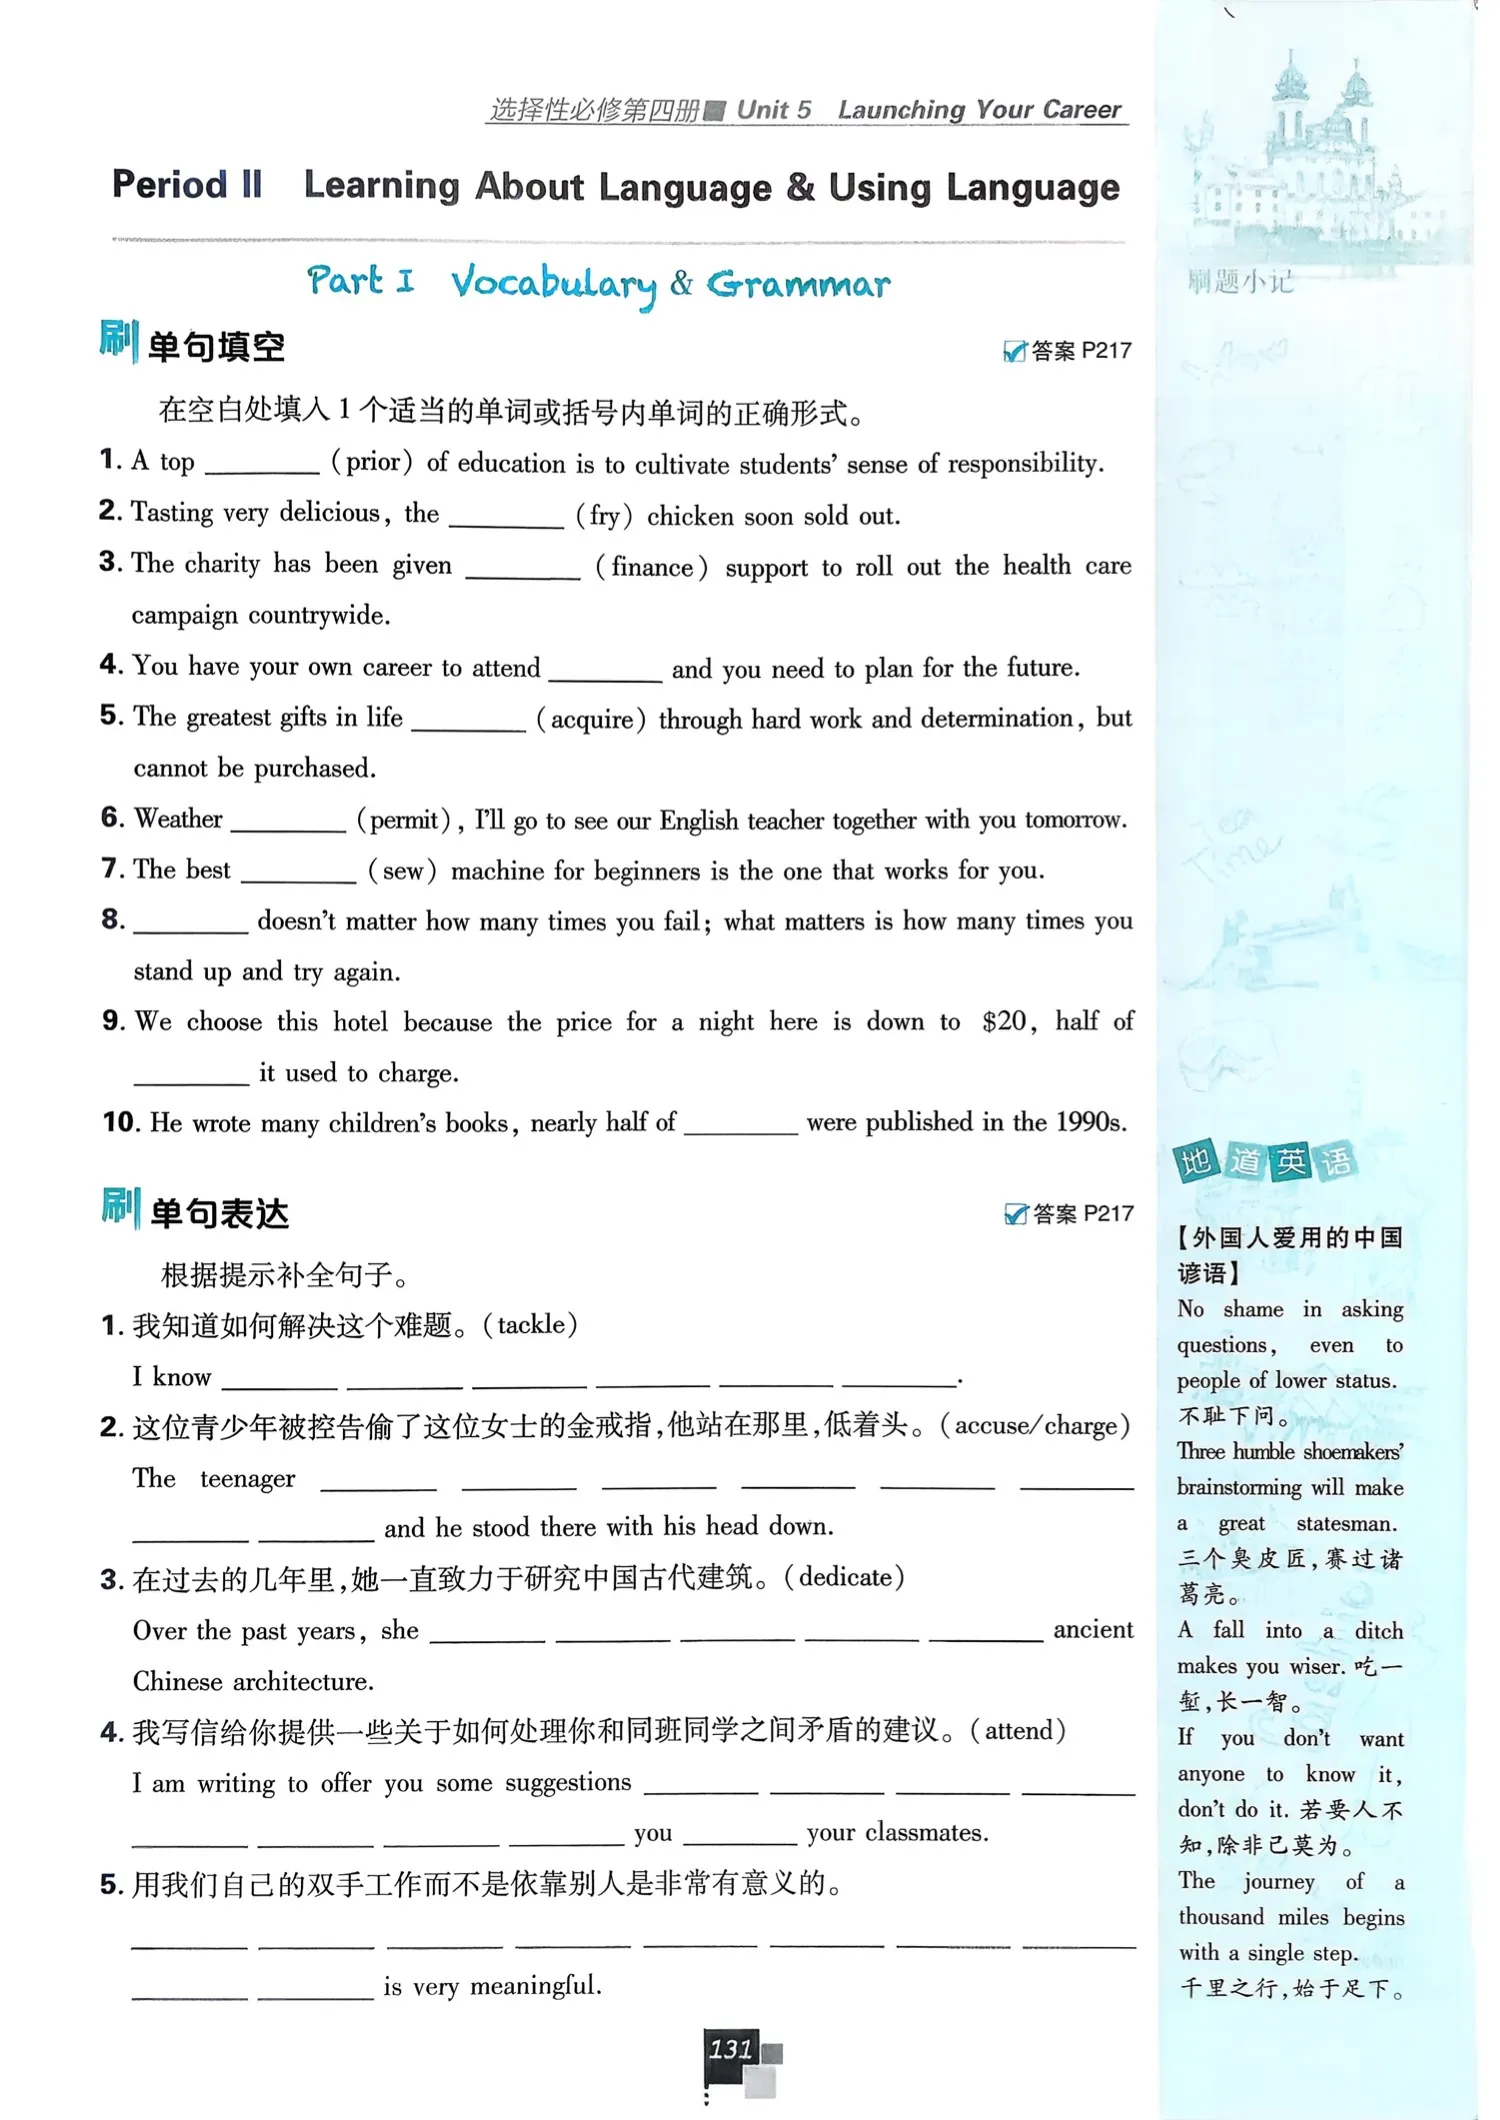 选择性必修第四册 Unit 5 Launching Your Career
Period II Learning About Language & Using Language
Part I Vocabulary & Grammar
刷 单句填空 答案 P217
在空白处填入1个适当的单词或括号内单词的正确形式。
1. A top ________ (prior) of education is to cultivate students' sense of responsibility.
2. Tasting very delicious, the ________ (fry) chicken soon sold out.
3. The charity has been given ________ (finance) support to roll out the health care
campaign countrywide.
4. You have your own career to attend ________ and you need to plan for the future.
5. The greatest gifts in life ________ (acquire) through hard work and determination, but
cannot be purchased.
6. Weather ________ (permit), I'll go to see our English teacher together with you tomorrow.
7. The best ________ (sew) machine for beginners is the one that works for you.
8. ________ doesn't matter how many times you fail; what matters is how many times you
stand up and try again.
9. We choose this hotel because the price for a night here is down to $20, half of
________ it used to charge.
10. He wrote many children's books, nearly half of ________ were published in the 1990s.
刷 单句表达 答案 P217
根据提示补全句子。
1. 我知道如何解决这个难题。(tackle)
I know ________ ________ ________ ________ ________ ________.
2. 这位青少年被控告偷了这位女士的金戒指,他站在那里,低着头。(accuse/charge)
The teenager ________ ________ ________ ________ ________ ________
________ ________ and he stood there with his head down.
3. 在过去的几年里,她一直致力于研究中国古代建筑。(dedicate)
Over the past years, she ________ ________ ________ ________ ________ ancient
Chinese architecture.
4. 我写信给你提供一些关于如何处理你和同班同学之间矛盾的建议。(attend)
I am writing to offer you some suggestions ________ ________ ________ ________
________ ________ ________ ________ you ________ your classmates.
5. 用我们自己的双手工作而不是依靠别人是非常有意义的。
________ ________ ________ ________ ________ ________ ________ ________
________ ________ is very meaningful.
131
刷题小记
Tea
Time
地道英语
【外国人爱用的中国
谚语】
No shame in asking
questions, even to
people of lower status.
不耻下问。
Three humble shoemakers'
brainstorming will make
a great statesman.
三个臭皮匠,赛过诸
葛亮。
A fall into a ditch
makes you wiser. 吃一
堑,长一智。
If you don't want
anyone to know it,
don't do it. 若要人不
知,除非己莫为。
The journey of a
thousand miles begins
with a single step.
千里之行,始于足下。